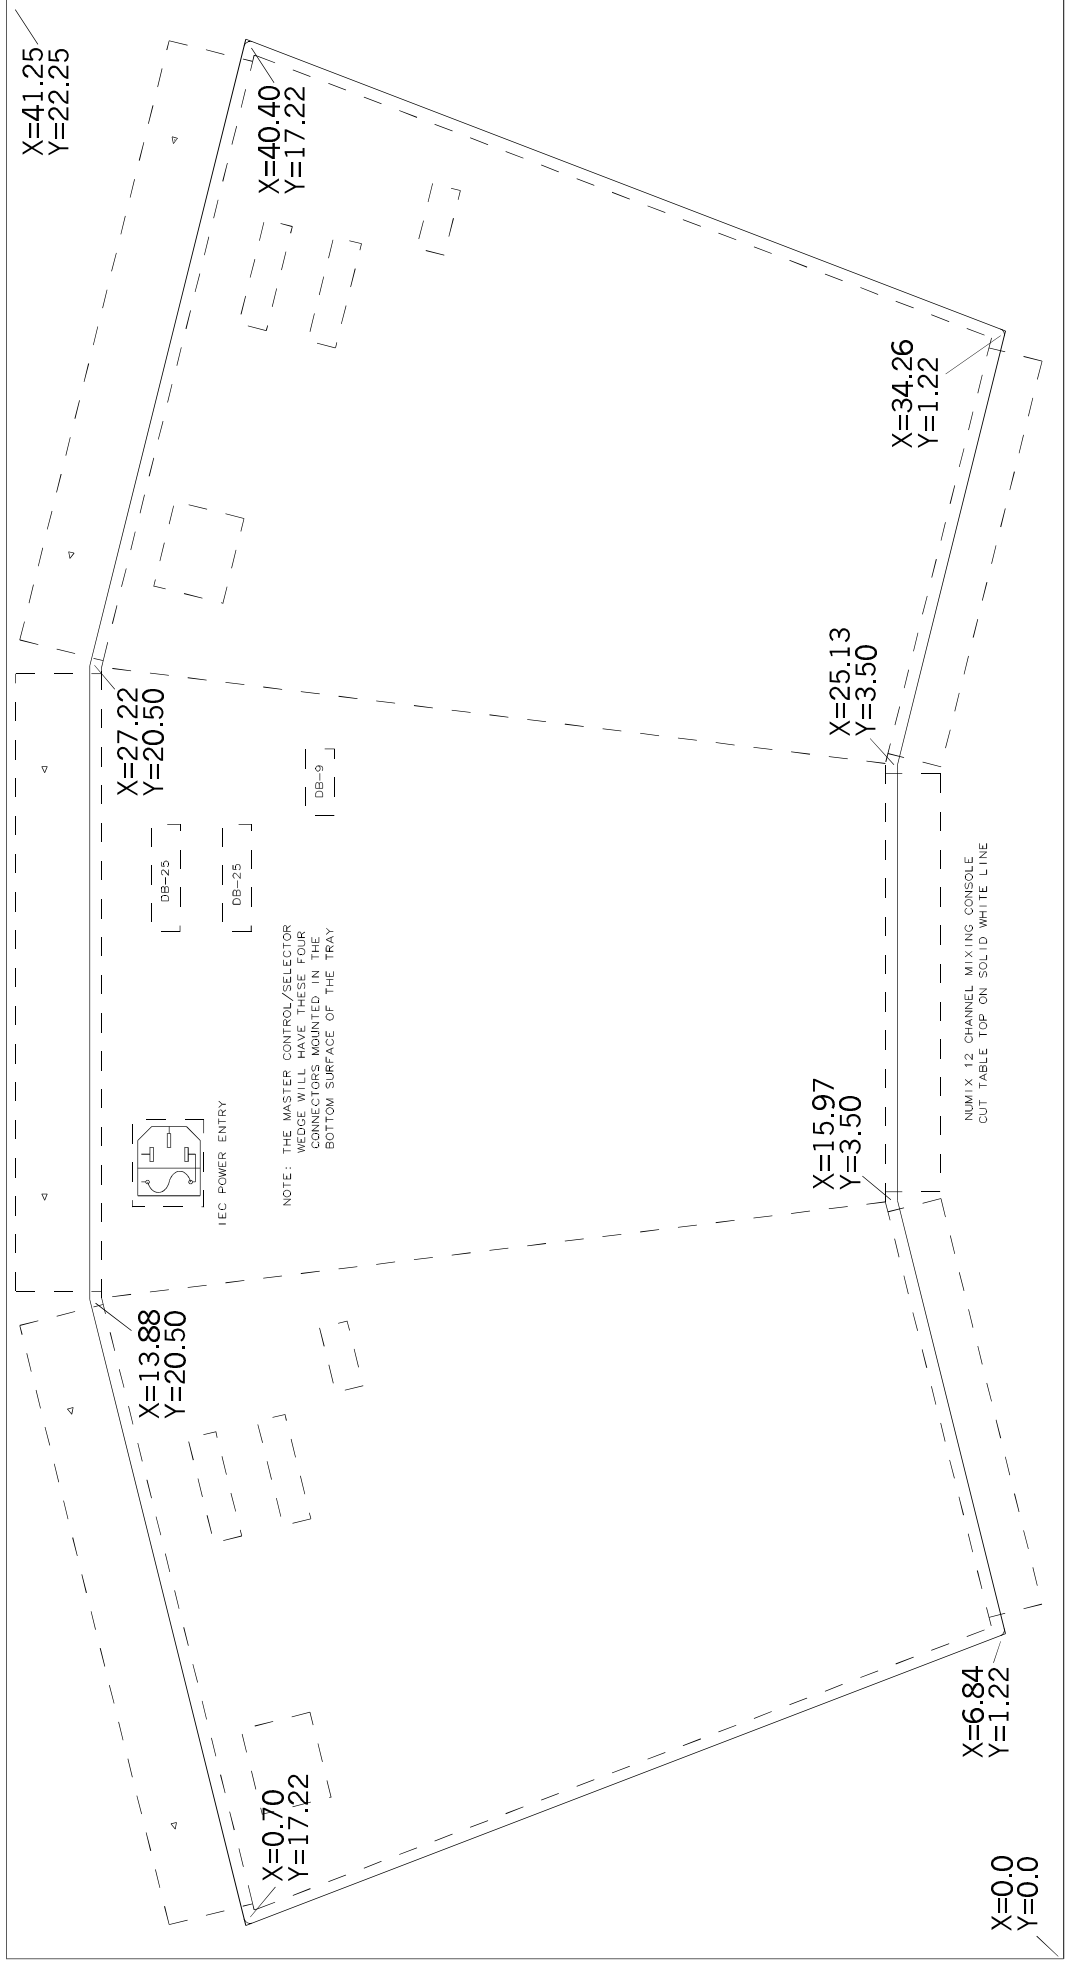 X=41.25
Y=22.25
X=40.40
Y=17.22
X=27.22
Y=20.50
X=13.88
Y=20.50
X=0.70
Y=17.22
DB-25
DB-25
DB-9
IEC POWER ENTRY
NOTE: THE MASTER CONTROL/SELECTOR
WEDGE WILL HAVE THESE FOUR
CONNECTORS MOUNTED IN THE
BOTTOM SURFACE OF THE TRAY
X=15.97
Y=3.50
X=25.13
Y=3.50
X=34.26
Y=1.22
X=6.84
Y=1.22
NUMIX 12 CHANNEL MIXING CONSOLE
CUT TABLE TOP ON SOLID WHITE LINE
X=0.0
Y=0.0